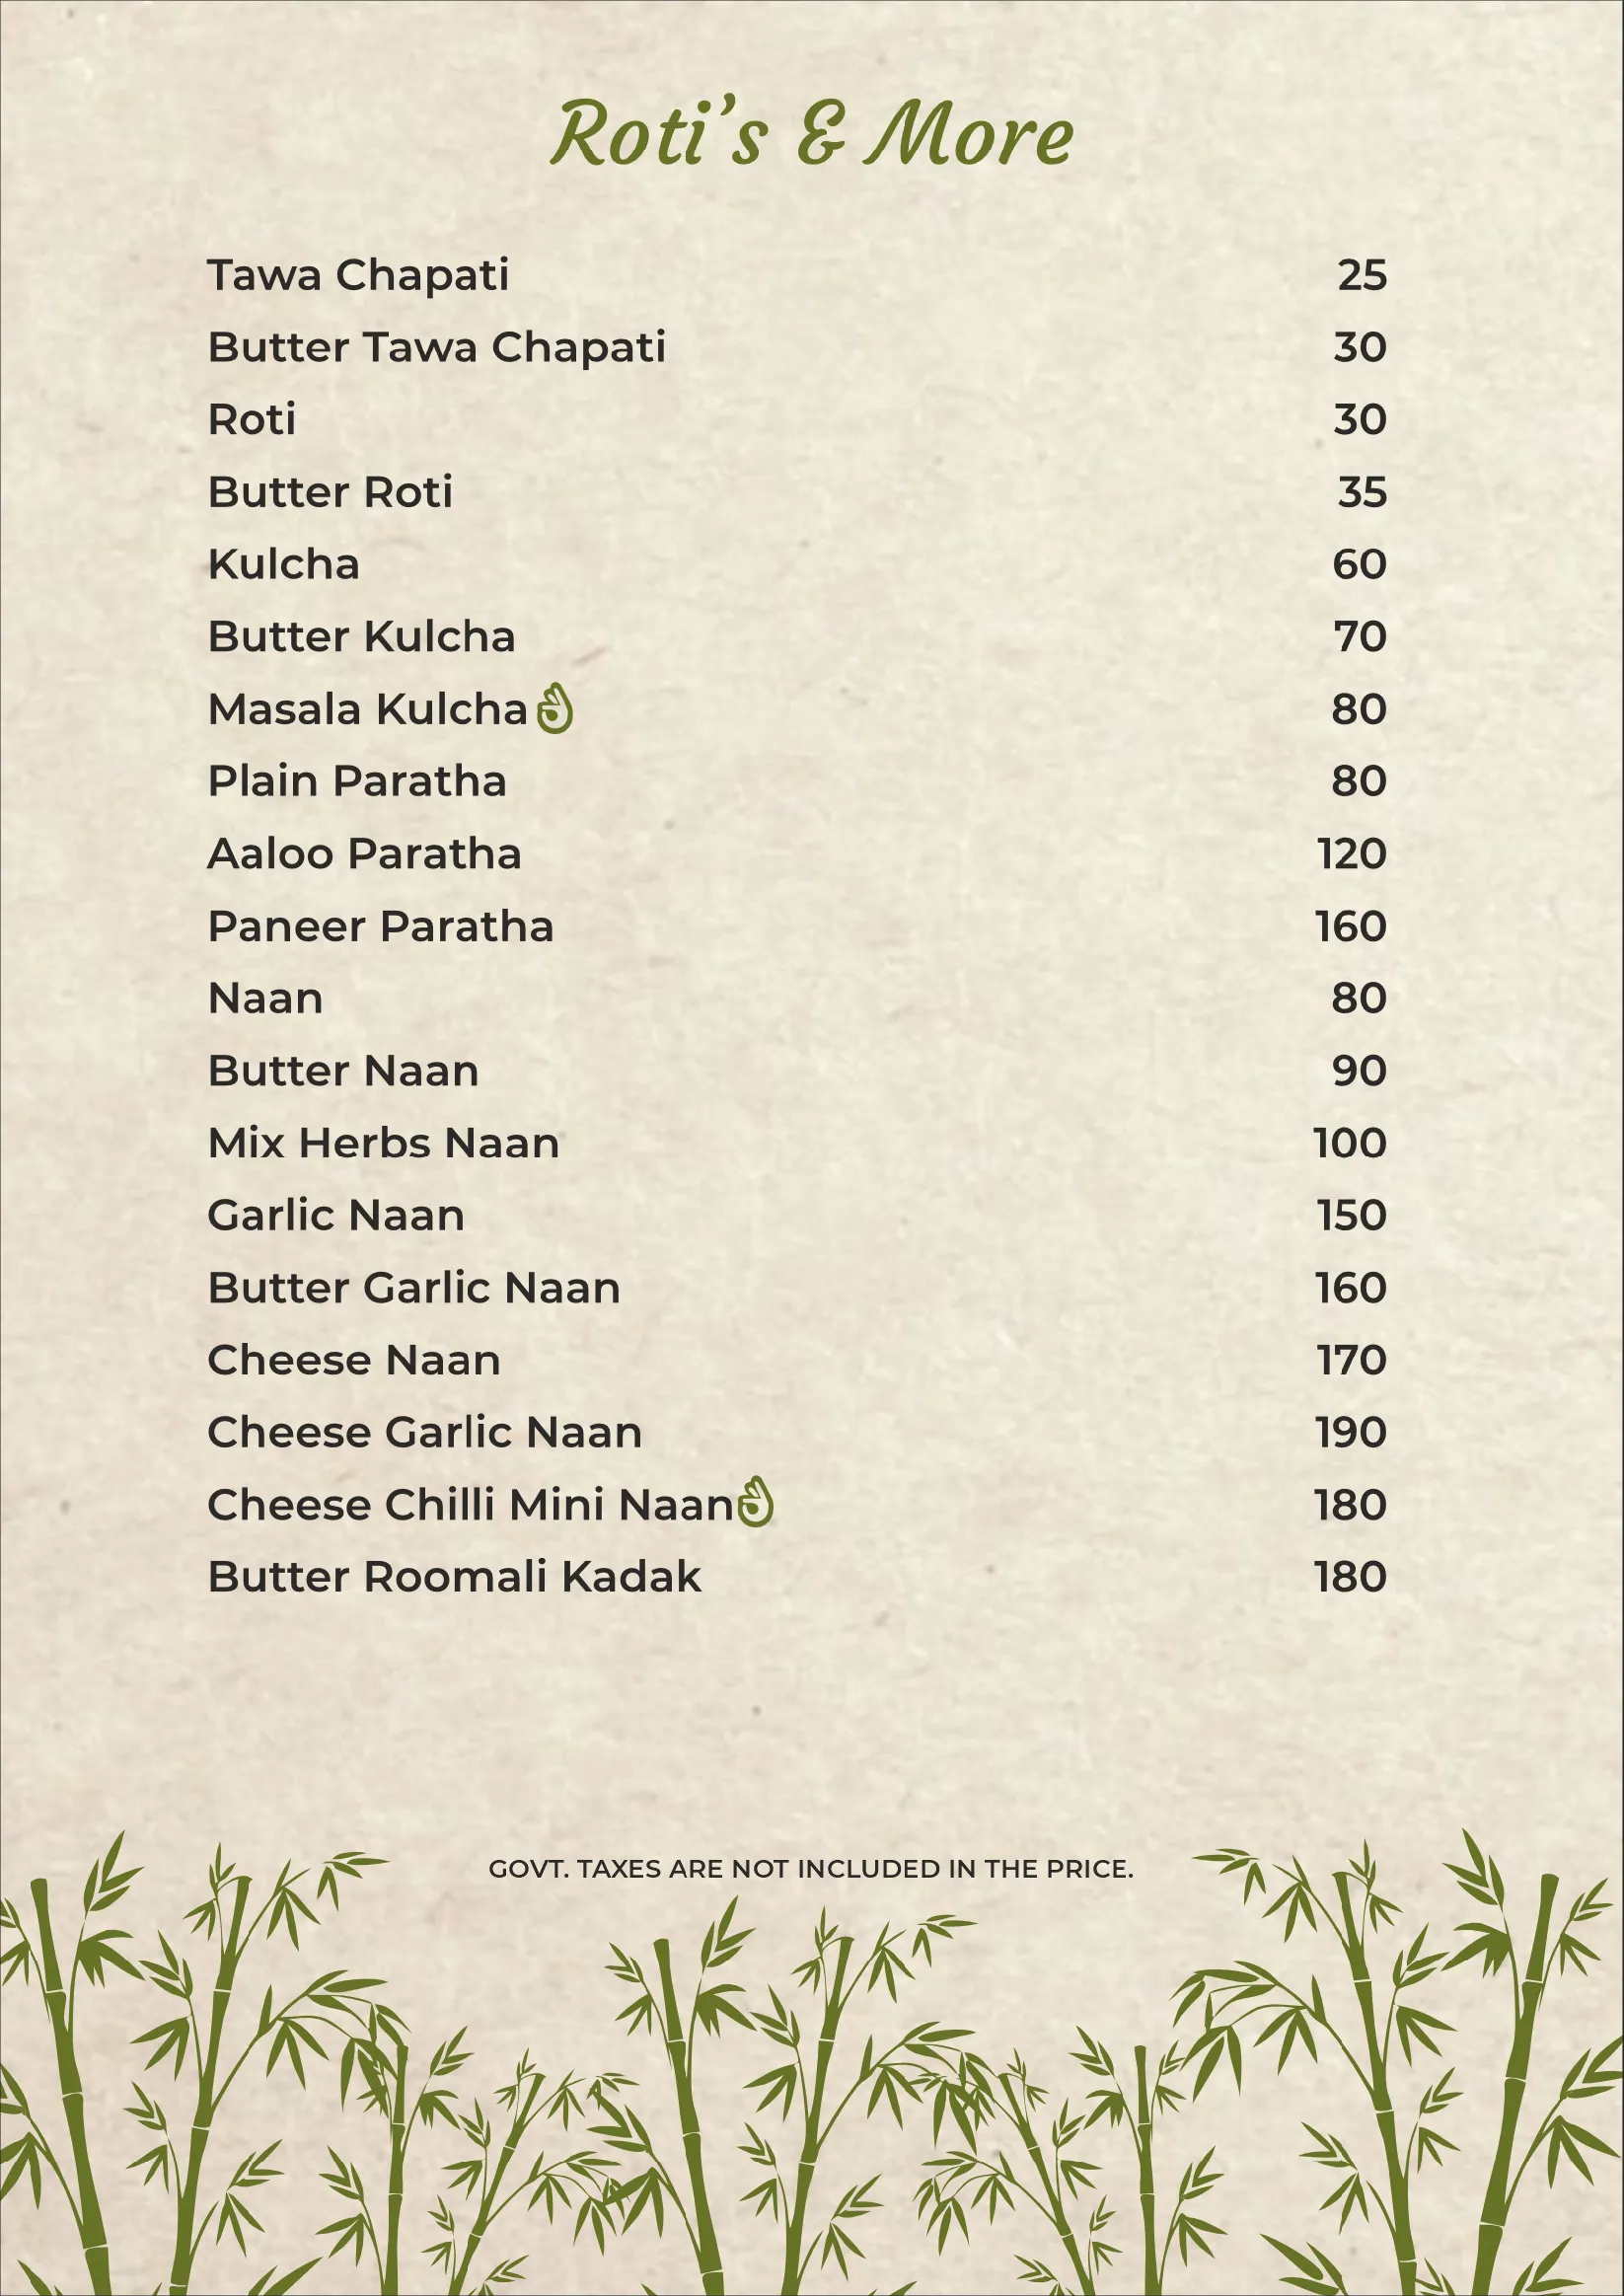 Roti's & More
Tawa Chapati 25
Butter Tawa Chapati 30
Roti 30
Butter Roti 35
Kulcha 60
Butter Kulcha 70
Masala Kulcha 80
Plain Paratha 80
Aaloo Paratha 120
Paneer Paratha 160
Naan 80
Butter Naan 90
Mix Herbs Naan 100
Garlic Naan 150
Butter Garlic Naan 160
Cheese Naan 170
Cheese Garlic Naan 190
Cheese Chilli Mini Naan 180
Butter Roomali Kadak 180
GOVT. TAXES ARE NOT INCLUDED IN THE PRICE.